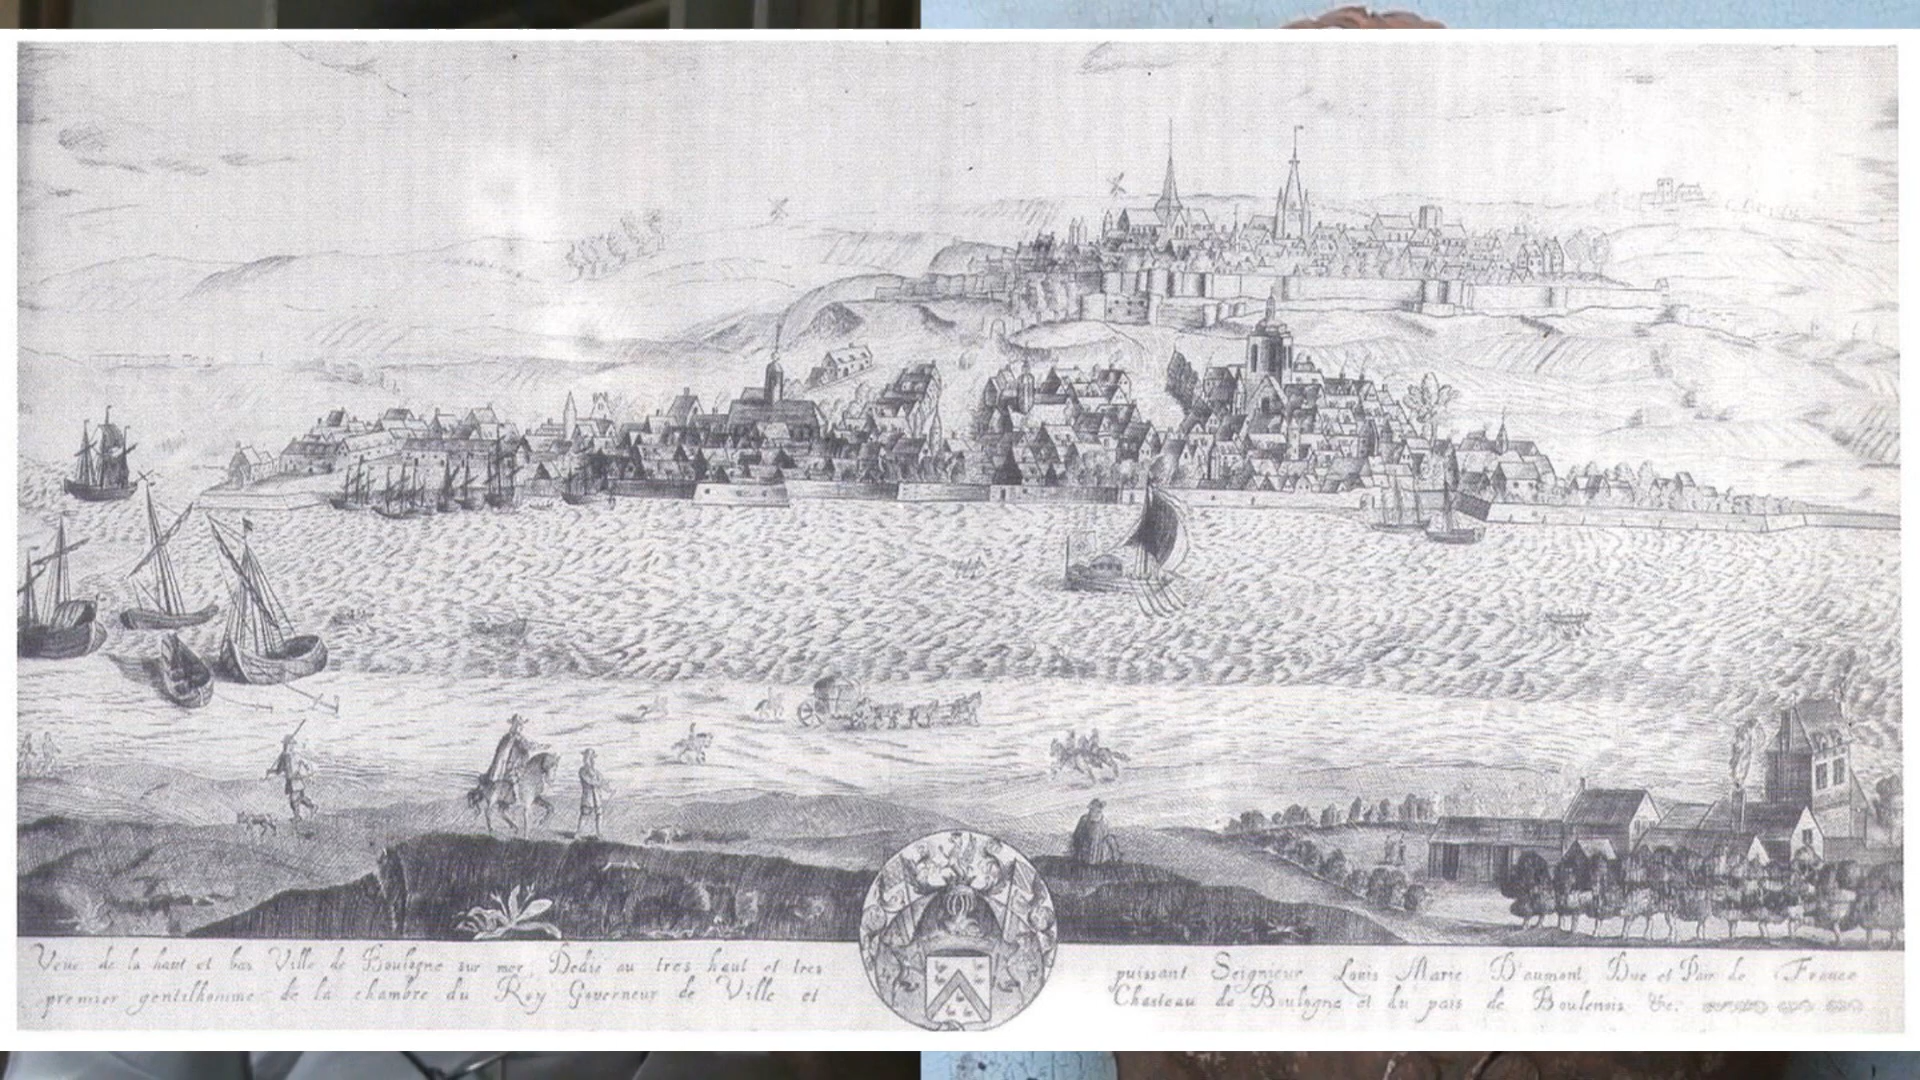 Veue de la haut et bas Ville de Boulogne sur mer, Dedié au tres haut et tres
premier gentilhomme de la chambre du Roy Gouverneur de Ville et
puissant Seigneur Louis Marie D'aumont Duc et Pair de France
Chasteau de Boulogne et du pais de Boulenois &c.